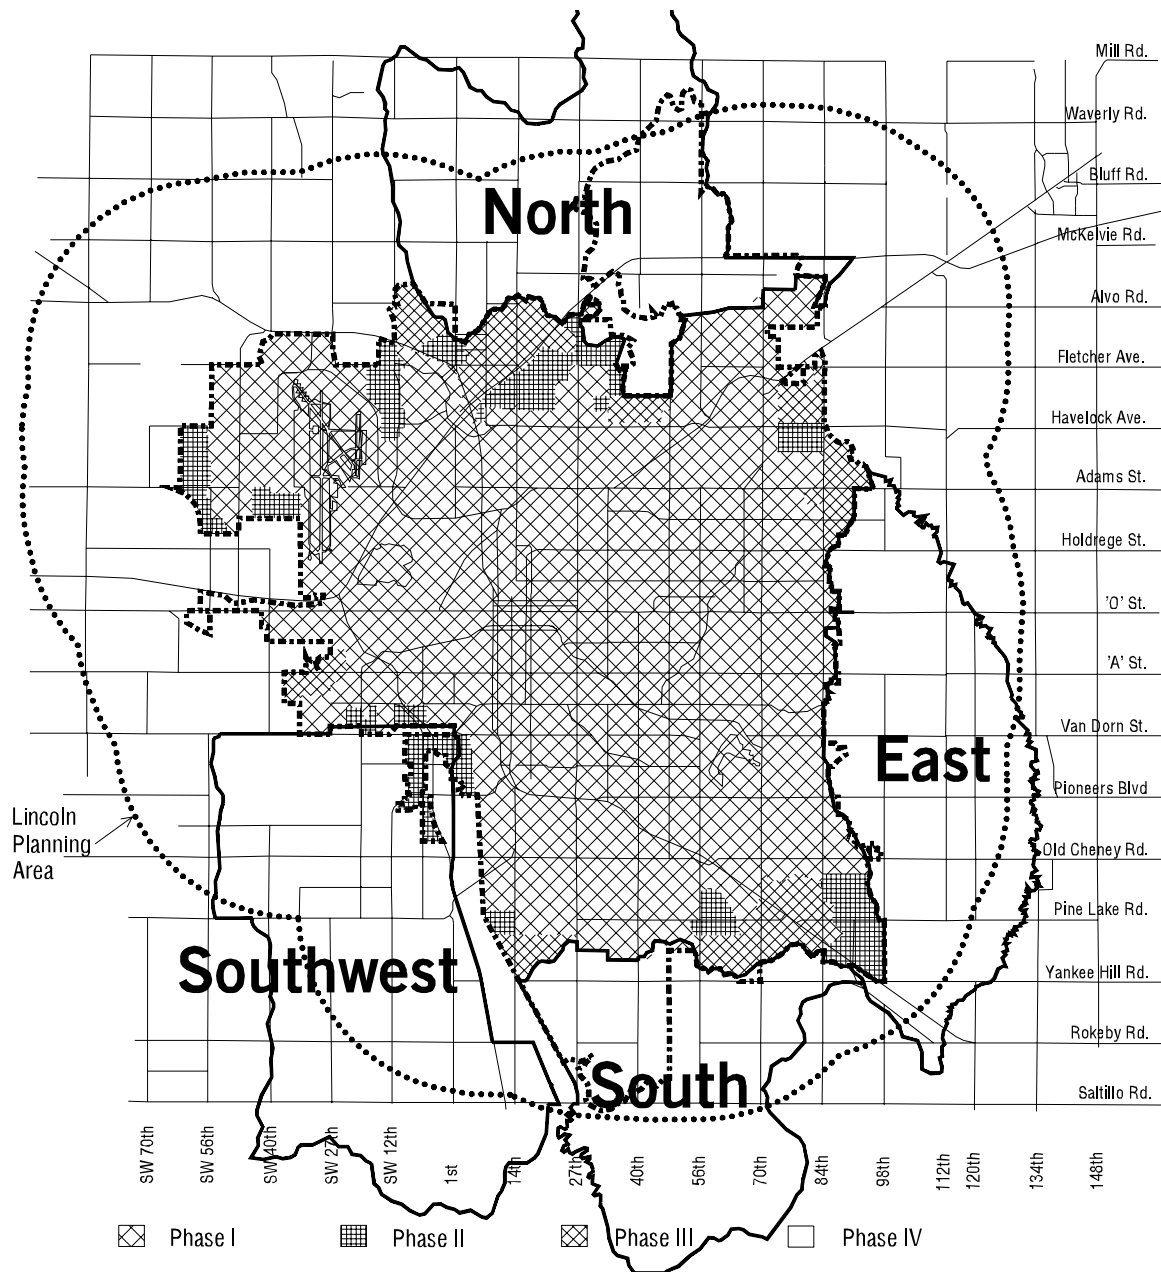 Mill Rd.
Waverly Rd.
Bluff Rd.
North
McKelvie Rd.
Alvo Rd.
Fletcher Ave.
Havelock Ave.
Adams St.
Holdrege St.
'O' St.
'A' St.
Van Dorn St.
East
Pioneers Blvd
Lincoln
Planning
Area
Old Cheney Rd.
Pine Lake Rd.
Southwest
Yankee Hill Rd.
Rokeby Rd.
South
Saltillo Rd.
SW 70th
SW 56th
SW 40th
SW 27th
SW 12th
1st
14th
27th
40th
56th
70th
84th
98th
112th
120th
134th
148th
Phase I
Phase II
Phase III
Phase IV